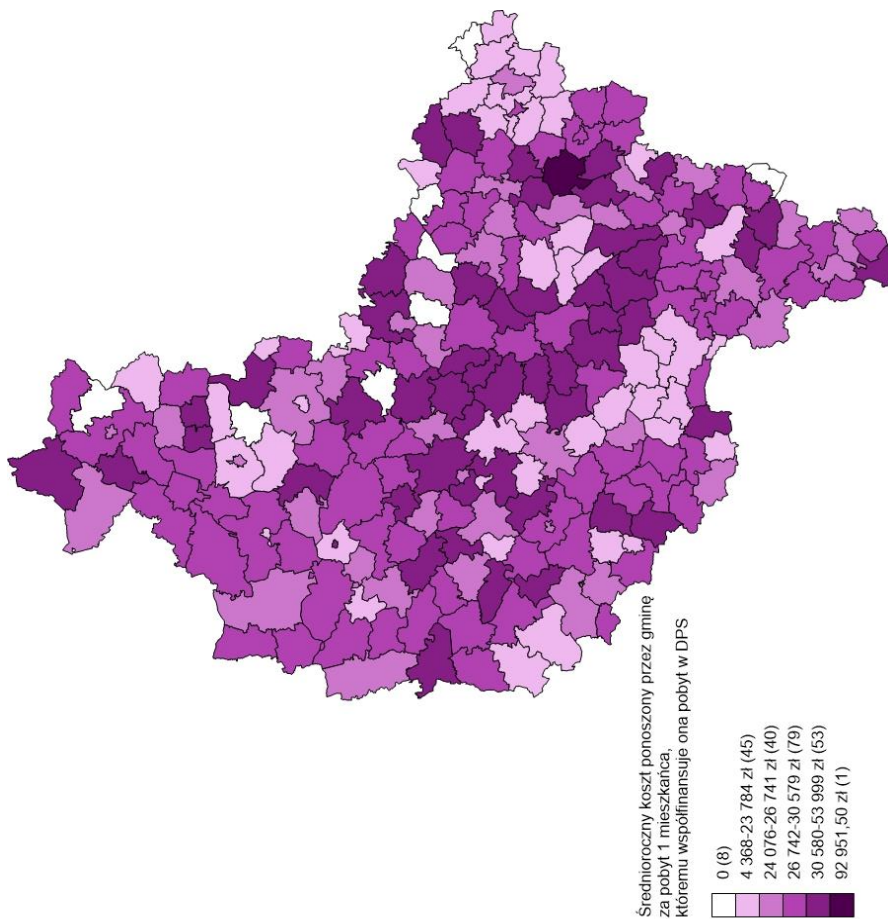 Średnioroczny koszt ponoszony przez gminę
za pobyt 1 mieszkańca,
któremu współfinansuje ona pobyt w DPS
0 (8)
4 368-23 784 zł (45)
24 076-26 741 zł (40)
26 742-30 579 zł (79)
30 580-53 999 zł (53)
92 951,50 zł (1)